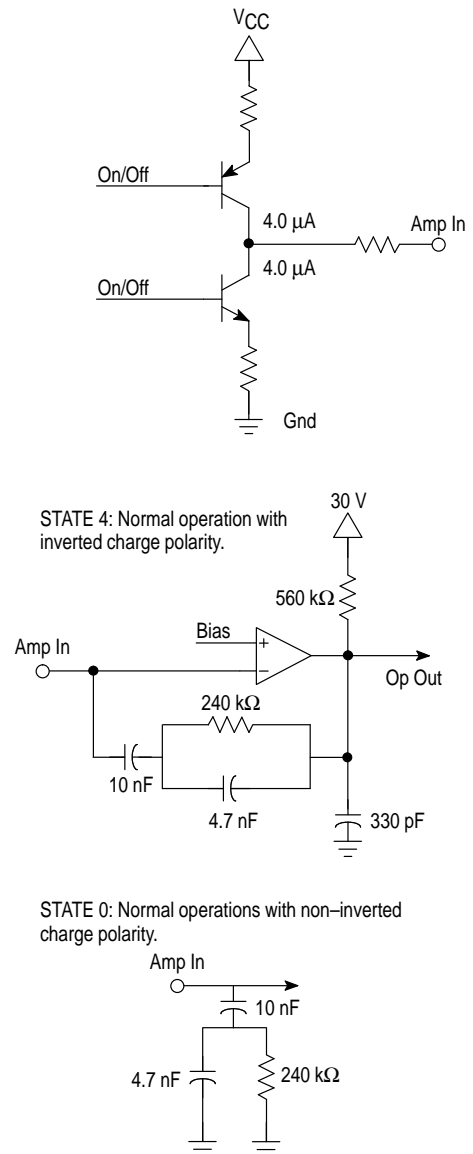 VCC
On/Off
4.0 μA
Amp In
4.0 μA
On/Off
Gnd
STATE 4: Normal operation with
inverted charge polarity.
30 V
560 kΩ
Bias
+
Amp In
−
Op Out
240 kΩ
10 nF
4.7 nF
330 pF
STATE 0: Normal operations with non–inverted
charge polarity.
Amp In
10 nF
4.7 nF
240 kΩ